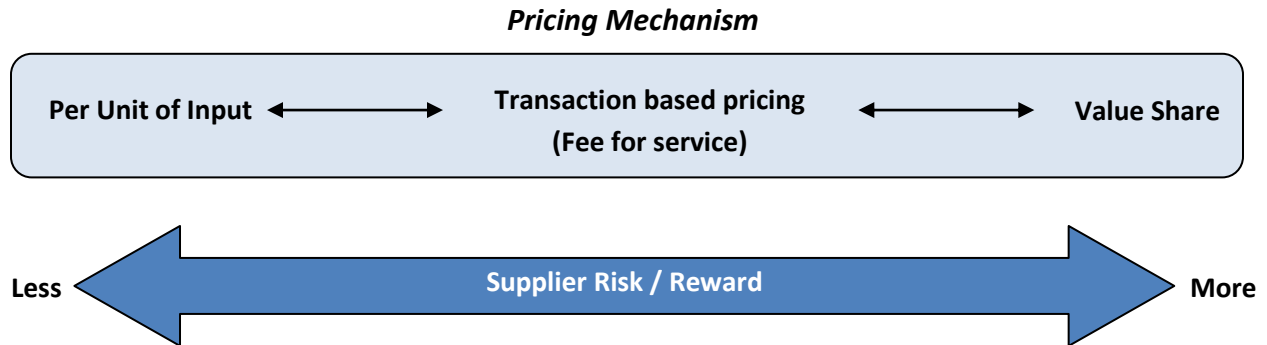 Pricing Mechanism
Per Unit of Input
Transaction based pricing
(Fee for service)
Value Share
Less
Supplier Risk / Reward
More